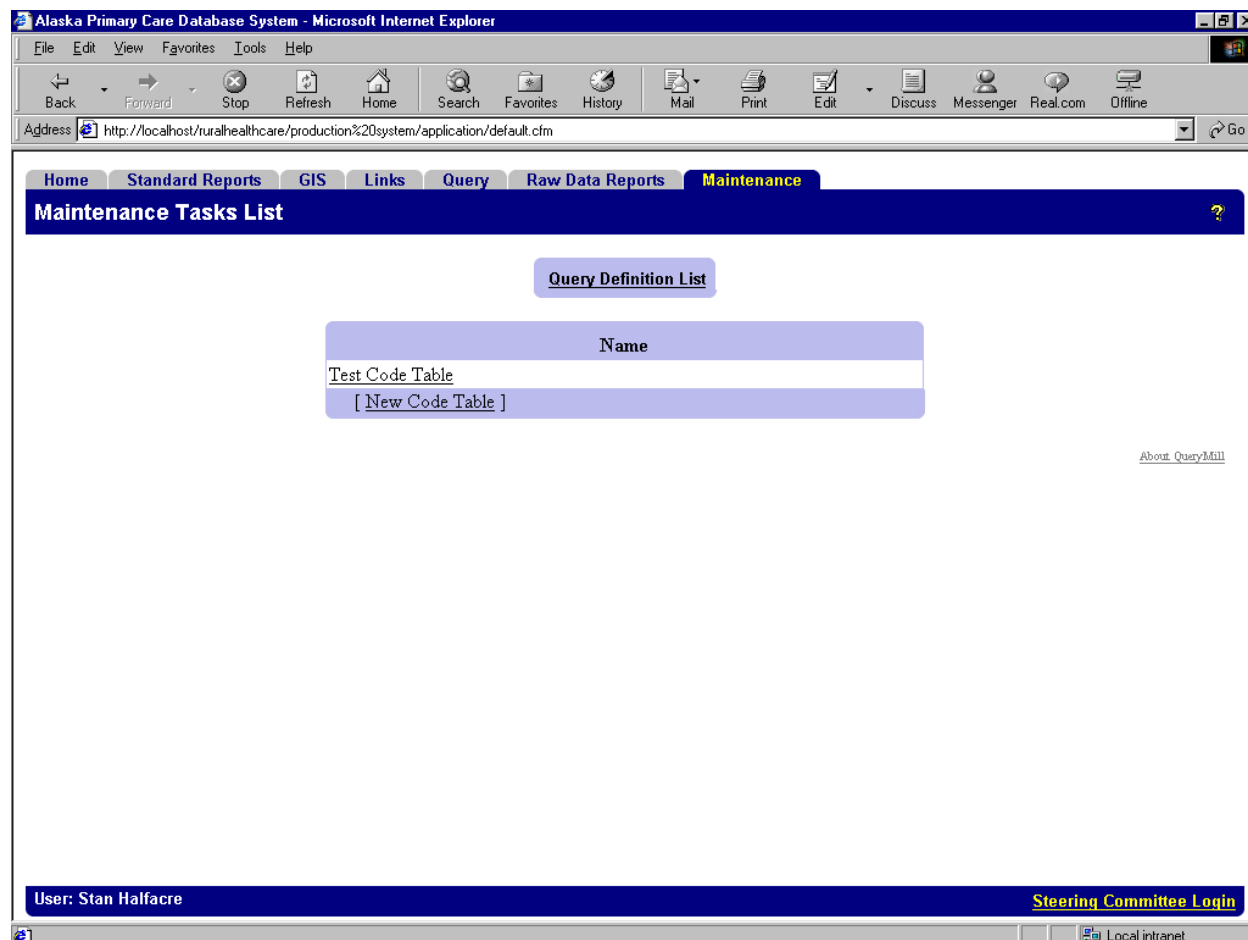 Alaska Primary Care Database System - Microsoft Internet Explorer
File Edit View Favorites Tools Help
Back Forward Stop Refresh Home Search Favorites History Mail Print Edit Discuss Messenger Real.com Offline
Address http://localhost/ruralhealthcare/production%20system/application/default.cfm Go
Home Standard Reports GIS Links Query Raw Data Reports Maintenance
Maintenance Tasks List ?
Query Definition List
Name
Test Code Table
[ New Code Table ]
About QueryMill
User: Stan Halfacre Steering Committee Login
Local intranet